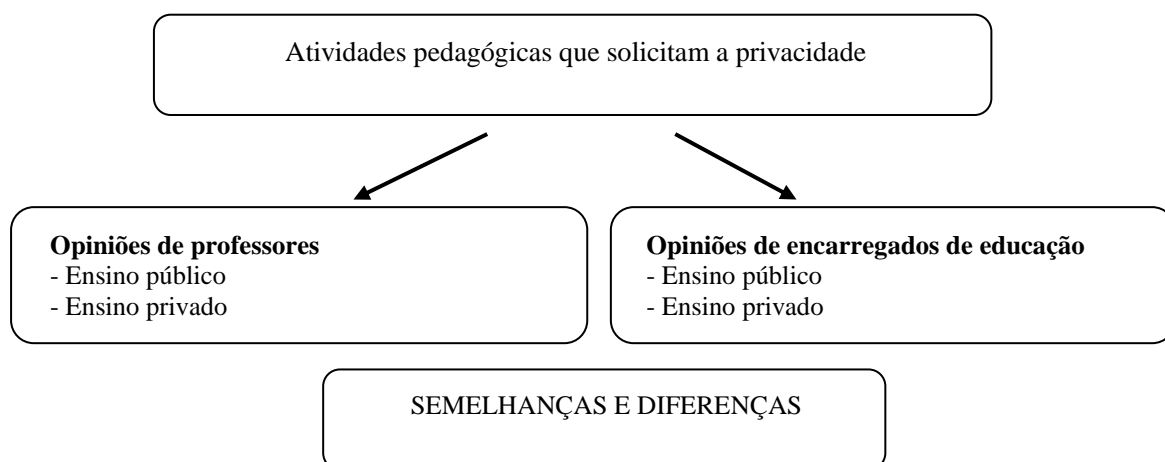 Atividades pedagógicas que solicitam a privacidade
Opiniões de professores
- Ensino público
- Ensino privado
Opiniões de encarregados de educação
- Ensino público
- Ensino privado
SEMELHANÇAS E DIFERENÇAS